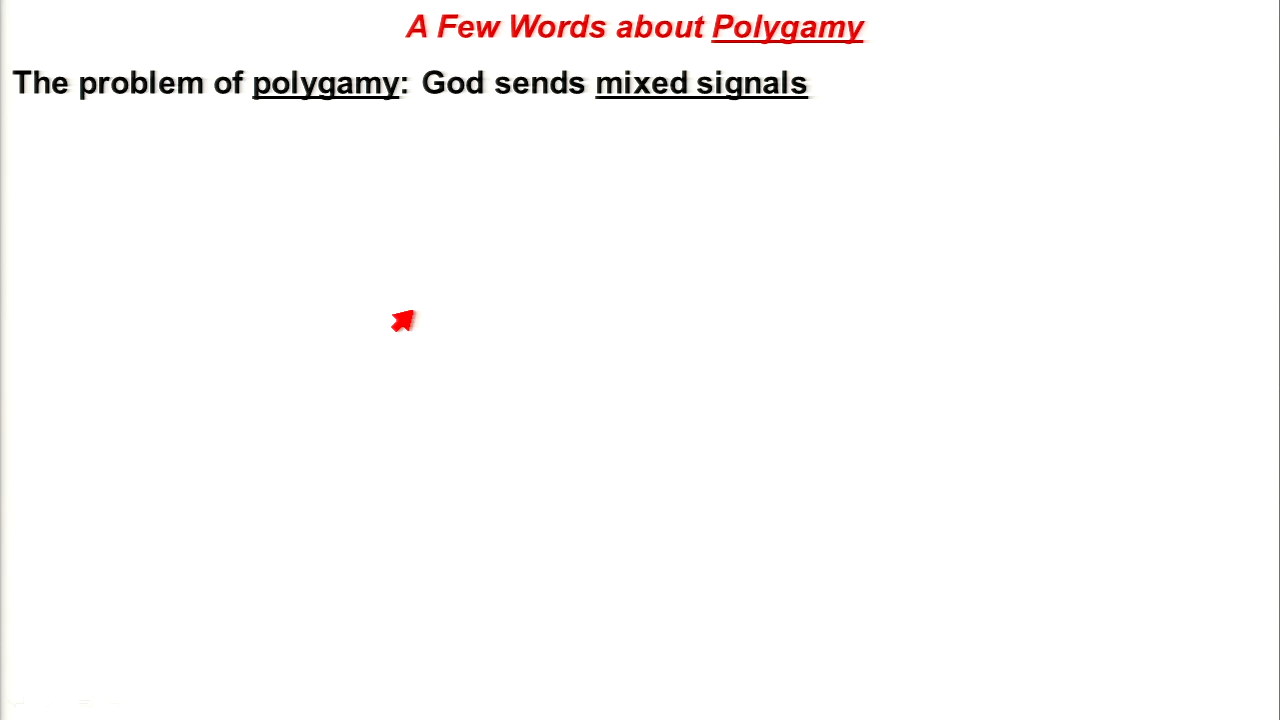 A Few Words about Polygamy
The problem of polygamy: God sends mixed signals